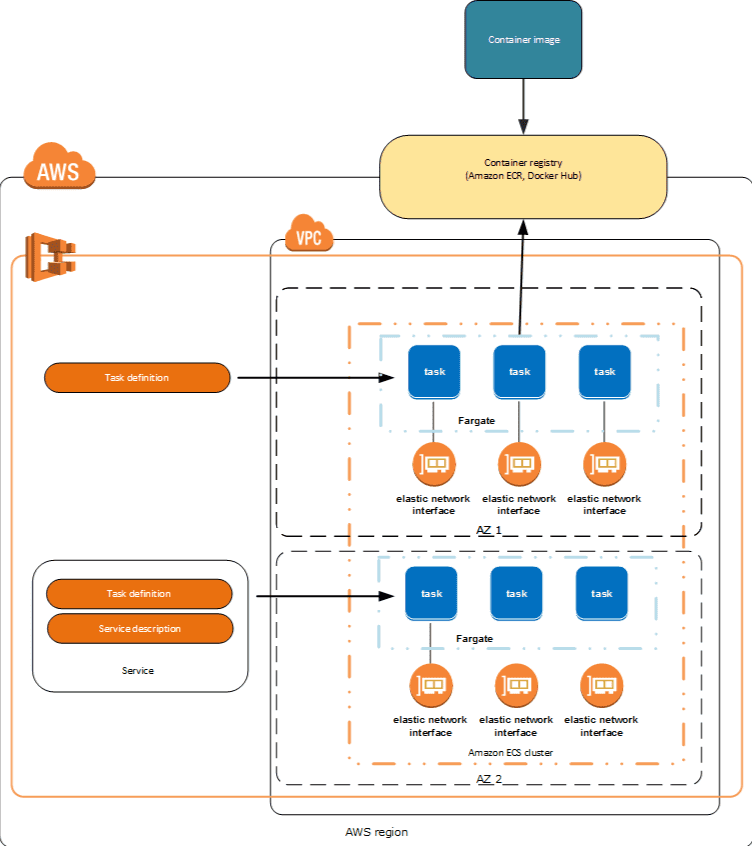 Container image
Container registry
(Amazon ECR, Docker Hub)
AWS
VPC
Task definition
task
task
task
Fargate
elastic network
interface
elastic network
interface
elastic network
interface
AZ 1
Task definition
Service description
Service
task
task
task
Fargate
elastic network
interface
elastic network
interface
elastic network
interface
Amazon ECS cluster
AZ 2
AWS region